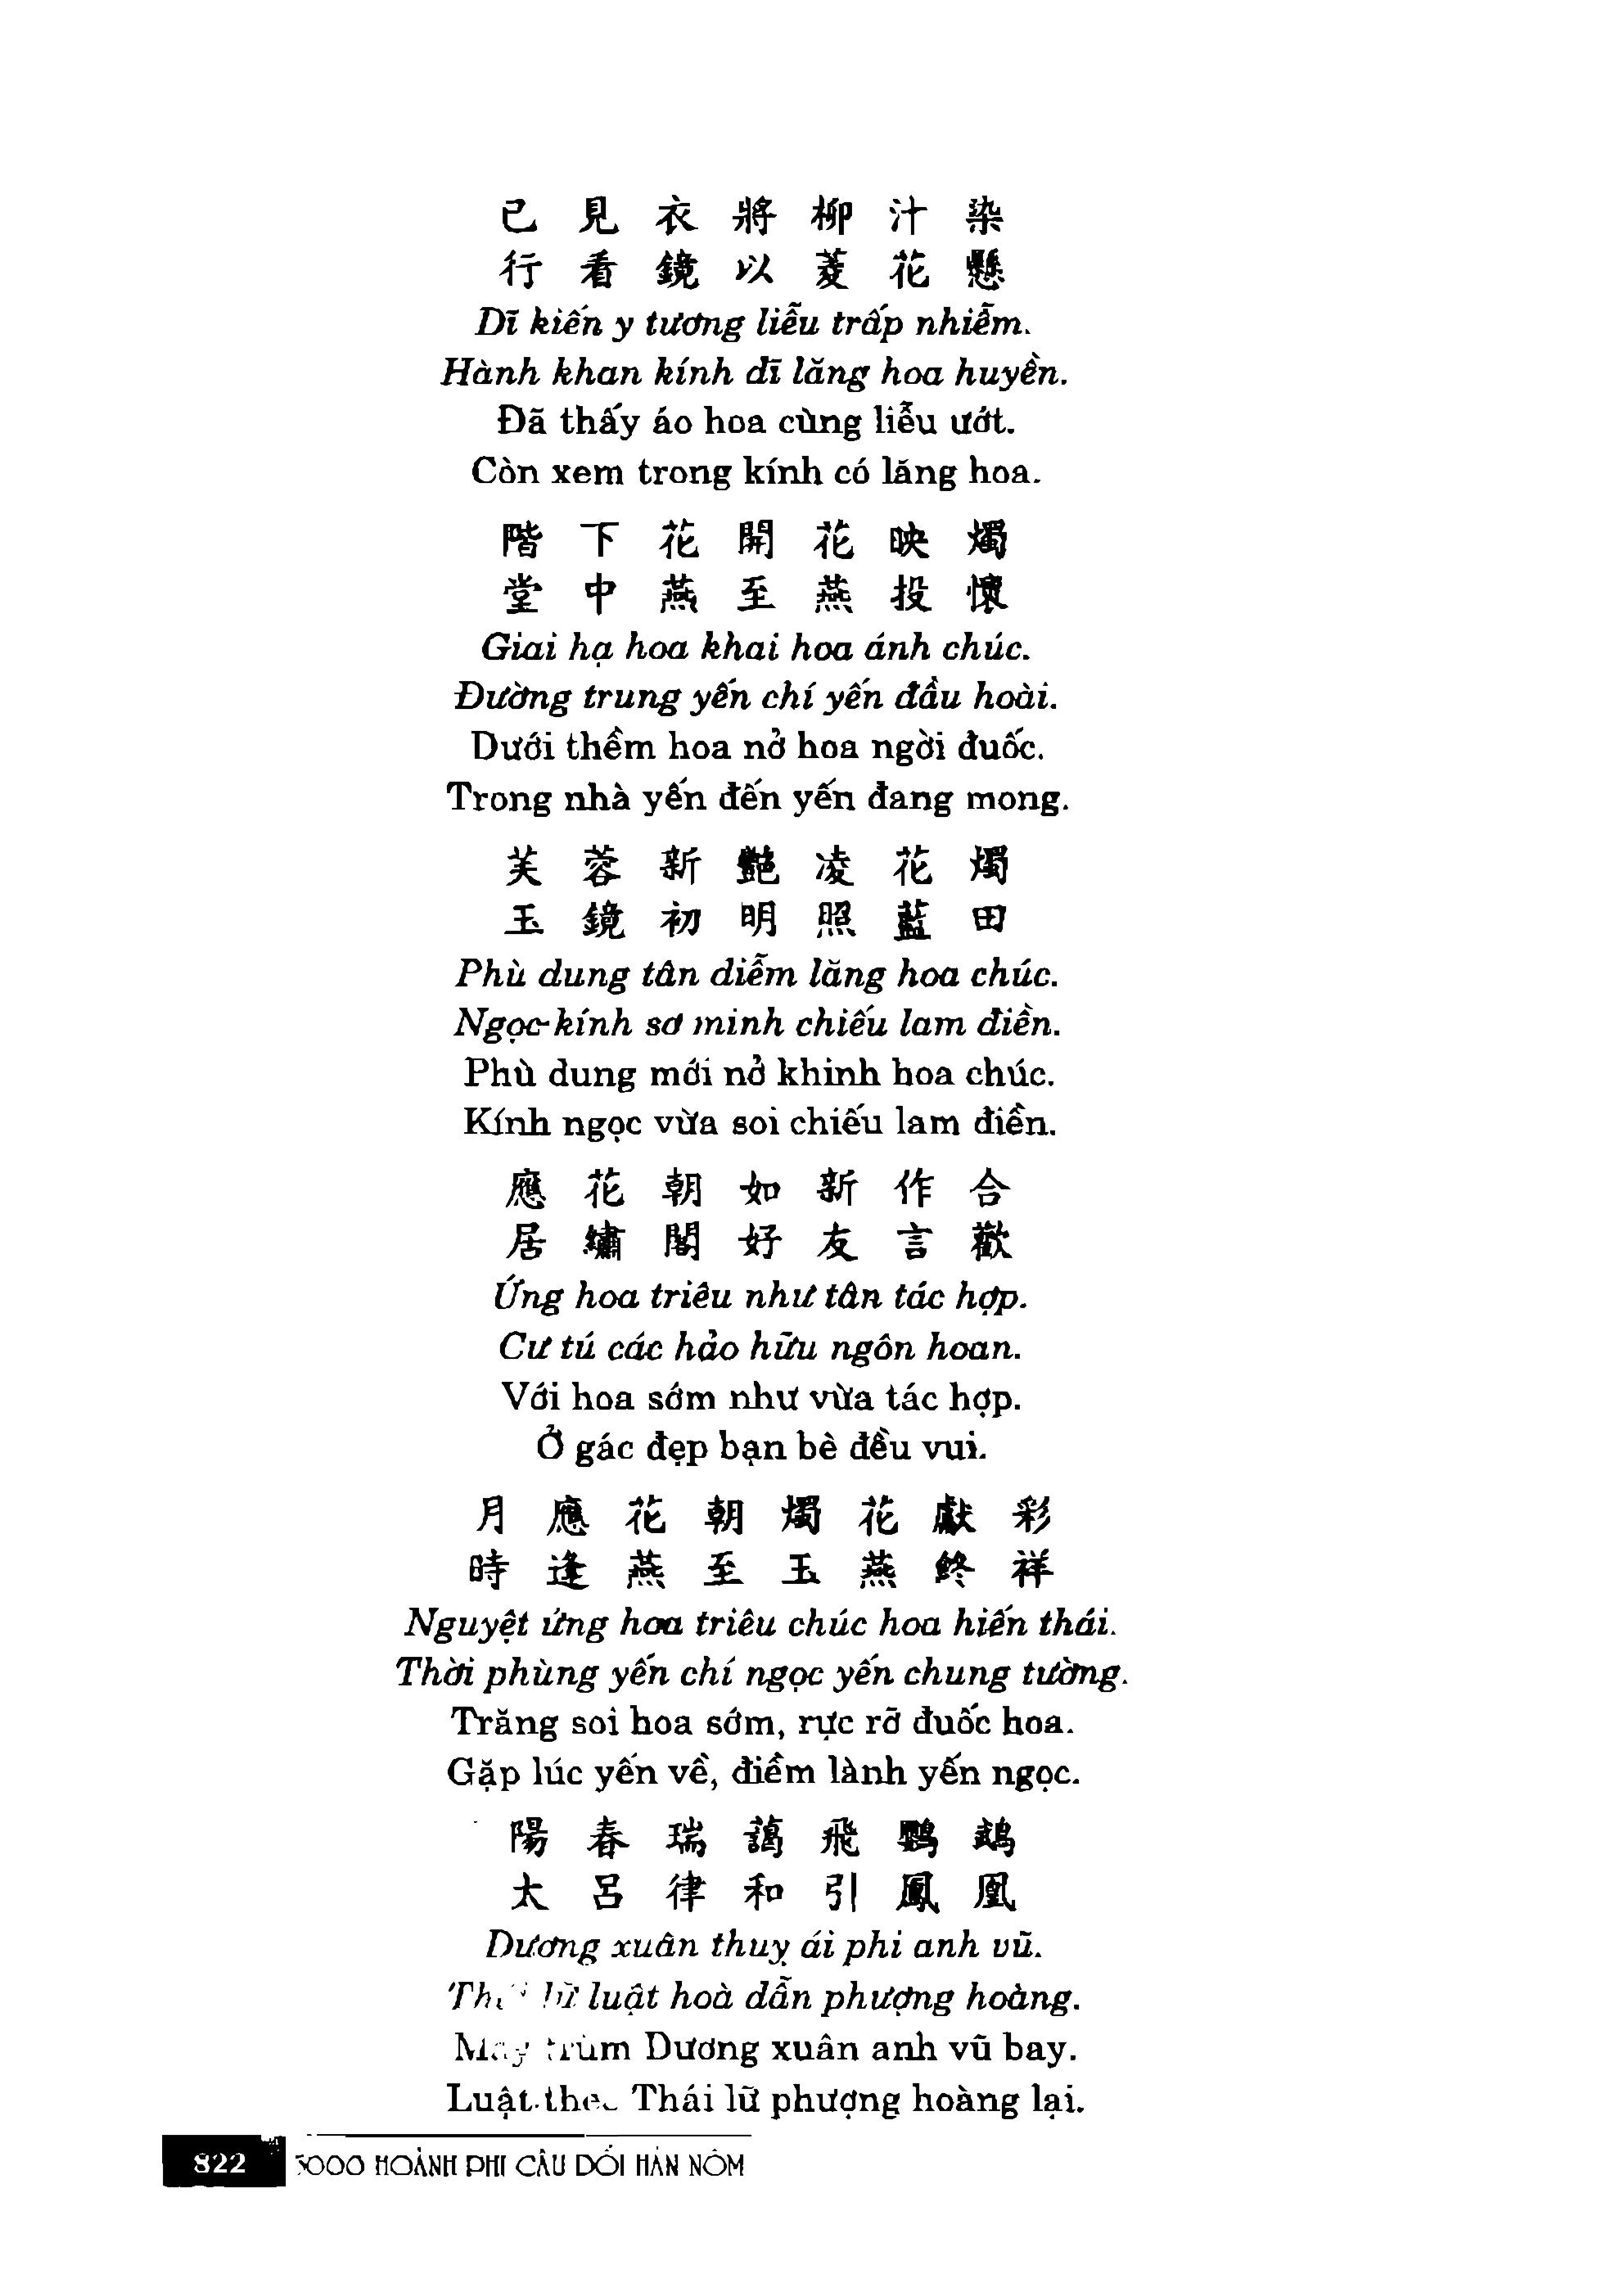 已見衣將柳汁染
行看鏡以菱花懸
Dĩ kiến y tương liễu trấp nhiễm.
Hành khan kính dĩ lăng hoa huyền.
Đã thấy áo hoa cùng liễu ướt.
Còn xem trong kính có lăng hoa.
階下花開花映燭
堂中燕至燕投懷
Giai hạ hoa khai hoa ánh chúc.
Đường trung yến chí yến đầu hoài.
Dưới thềm hoa nở hoa ngời đuốc.
Trong nhà yến đến yến đang mong.
芙蓉新艷凌花燭
玉鏡初明照藍田
Phù dung tân diễm lăng hoa chúc.
Ngọc kính sơ minh chiếu lam điền.
Phù dung mới nở khinh hoa chúc.
Kính ngọc vừa soi chiếu lam điền.
應花朝如新作合
居繡閣好友言歡
Ứng hoa triêu như tân tác hợp.
Cư tú các hảo hữu ngôn hoan.
Với hoa sớm như vừa tác hợp.
Ở gác đẹp bạn bè đều vui.
月應花朝燭花獻彩
時逢燕至玉燕終祥
Nguyệt ứng hoa triêu chúc hoa hiến thái.
Thời phùng yến chí ngọc yến chung tường.
Trăng soi hoa sớm, rực rỡ đuốc hoa.
Gặp lúc yến về, điềm lành yến ngọc.
陽春瑞藹飛鸚鵡
太呂律和引鳳凰
Dương xuân thuỵ ái phi anh vũ.
lữ luật hoà dẫn phượng hoàng.
Mây trùm Dương xuân anh vũ bay.
Luật theo Thái lữ phượng hoàng lại.
822 5000 HOÀNH PHI CÂU ĐỐI HÁN NÔM